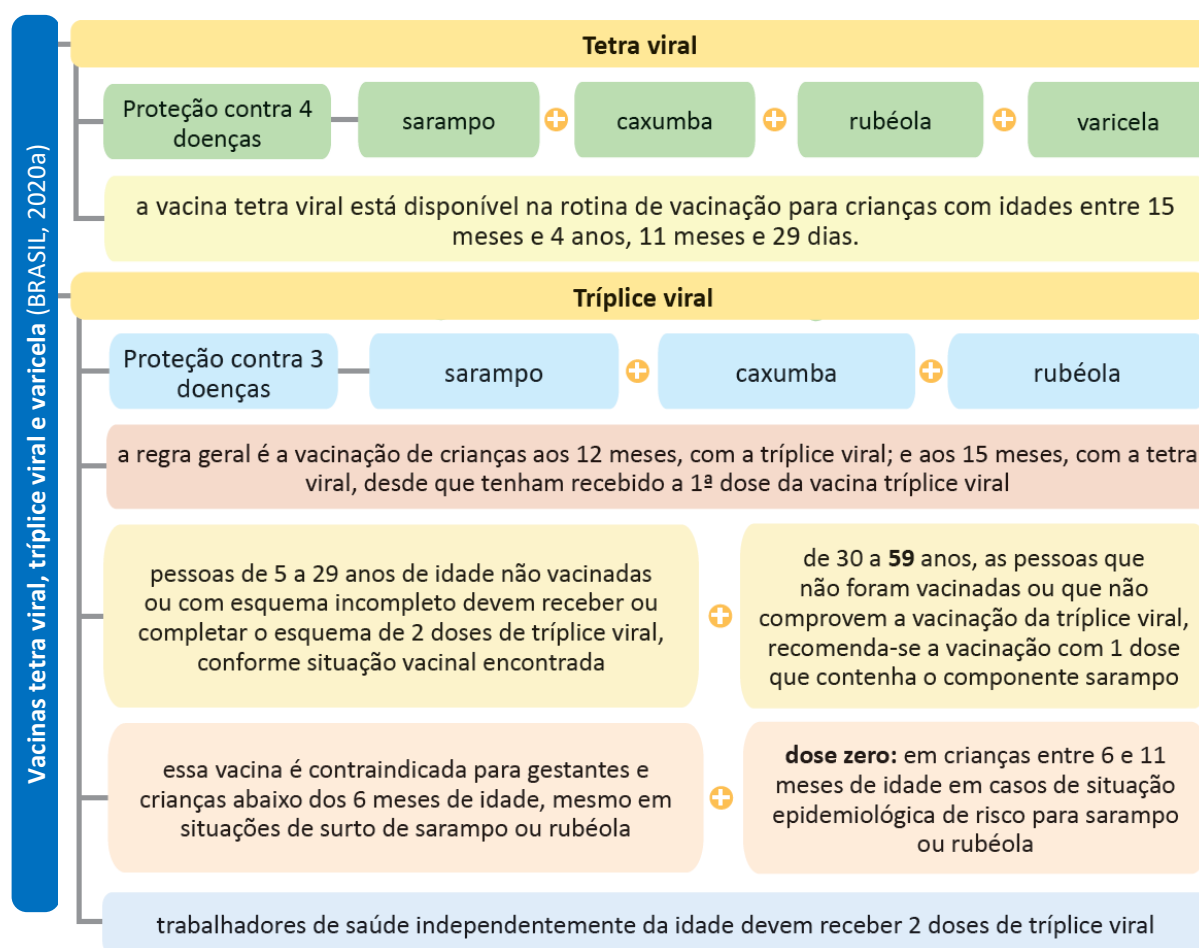 Vacinas tetra viral, tríplice viral e varicela (BRASIL, 2020a)
Tetra viral
Proteção contra 4
doenças
sarampo
caxumba
rubéola
varicela
a vacina tetra viral está disponível na rotina de vacinação para crianças com idades entre 15
meses e 4 anos, 11 meses e 29 dias.
Tríplice viral
Proteção contra 3
doenças
sarampo
caxumba
rubéola
a regra geral é a vacinação de crianças aos 12 meses, com a tríplice viral; e aos 15 meses, com a tetra
viral, desde que tenham recebido a 1ª dose da vacina tríplice viral
pessoas de 5 a 29 anos de idade não vacinadas
ou com esquema incompleto devem receber ou
completar o esquema de 2 doses de tríplice viral,
conforme situação vacinal encontrada
de 30 a 59 anos, as pessoas que
não foram vacinadas ou que não
comprovem a vacinação da tríplice viral,
recomenda-se a vacinação com 1 dose
que contenha o componente sarampo
essa vacina é contraindicada para gestantes e
crianças abaixo dos 6 meses de idade, mesmo em
situações de surto de sarampo ou rubéola
dose zero: em crianças entre 6 e 11
meses de idade em casos de situação
epidemiológica de risco para sarampo
ou rubéola
trabalhadores de saúde independentemente da idade devem receber 2 doses de tríplice viral